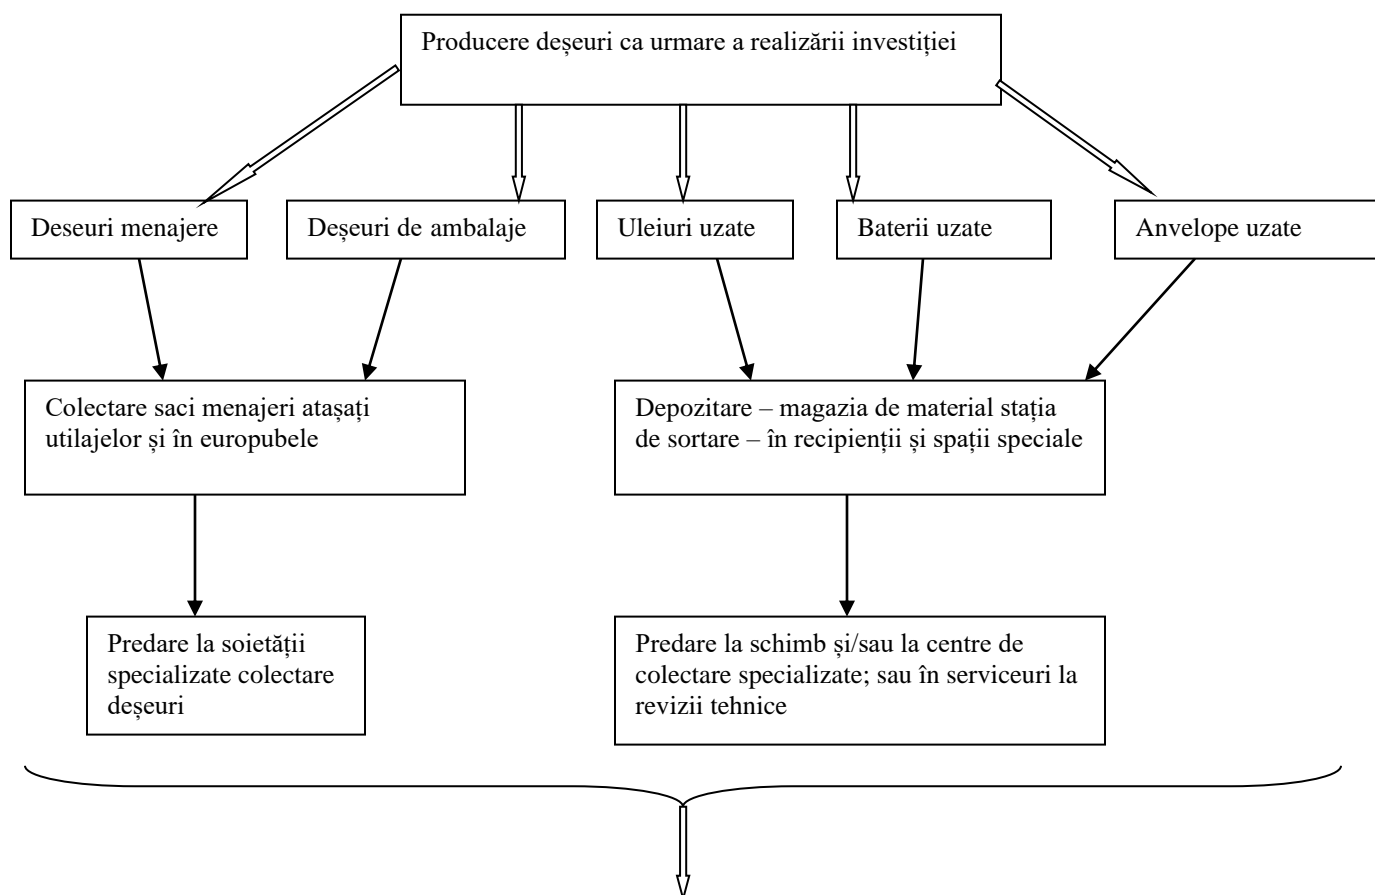 Producere deșeuri ca urmare a realizării investiției
Deseuri menajere
Deșeuri de ambalaje
Uleiuri uzate
Baterii uzate
Anvelope uzate
Colectare saci menajeri atașați
utilajelor și în europubele
Depozitare – magazia de material stația
de sortare – în recipienții și spații speciale
Predare la soietății
specializate colectare
deșeuri
Predare la schimb și/sau la centre de
colectare specializate; sau în serviceuri la
revizii tehnice